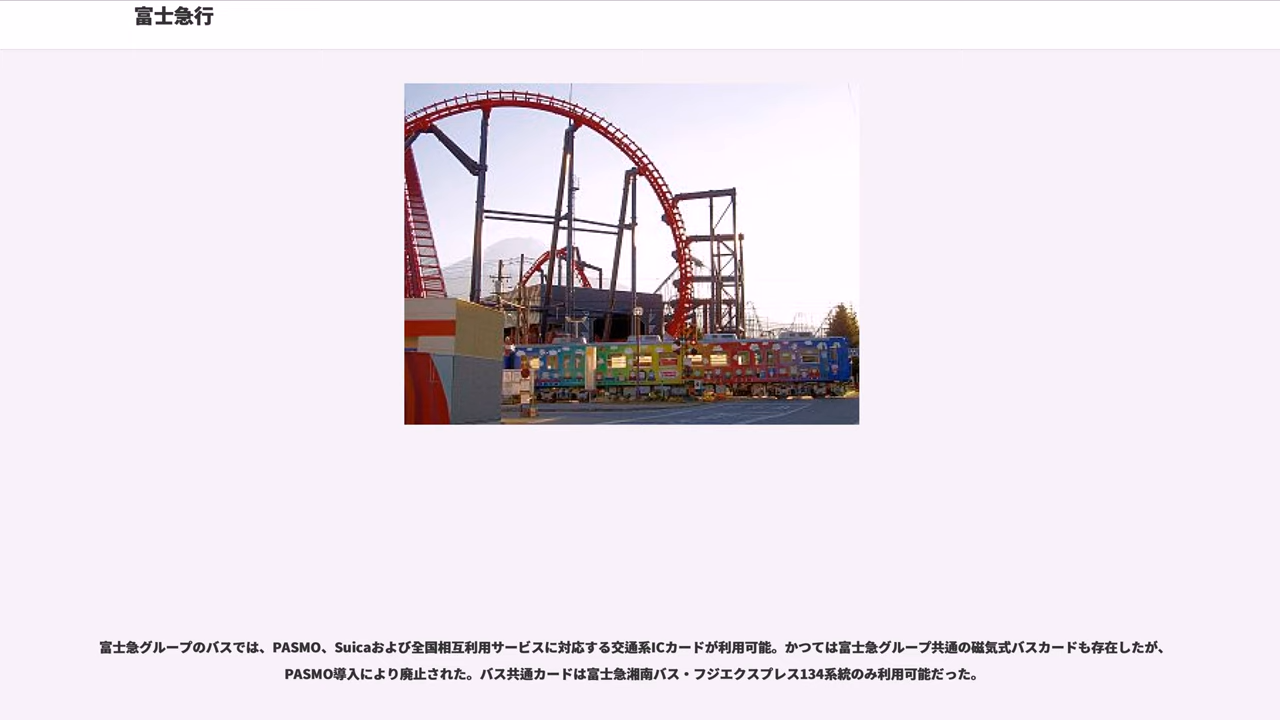 富士急行
富士急グループのバスでは、PASMO、Suicaおよび全国相互利用サービスに対応する交通系ICカードが利用可能。かつては富士急グループ共通の磁気式バスカードも存在したが、
PASMO導入により廃止された。バス共通カードは富士急湘南バス・フジエクスプレス134系統のみ利用可能だった。